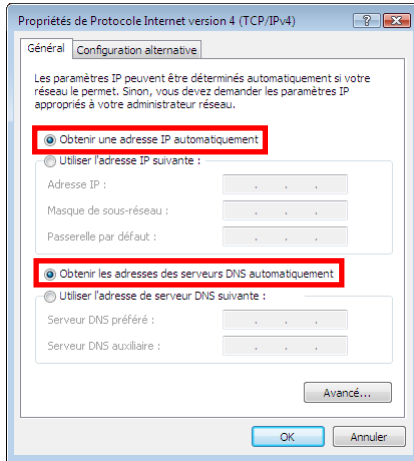 Propriétés de Protocole Internet version 4 (TCP/IPv4)
Général
Configuration alternative
Les paramètres IP peuvent être déterminés automatiquement si votre
réseau le permet. Sinon, vous devez demander les paramètres IP
appropriés à votre administrateur réseau.
Obtenir une adresse IP automatiquement
Utiliser l'adresse IP suivante :
Adresse IP :
Masque de sous-réseau :
Passerelle par défaut :
Obtenir les adresses des serveurs DNS automatiquement
Utiliser l'adresse de serveur DNS suivante :
Serveur DNS préféré :
Serveur DNS auxiliaire :
Avancé...
OK
Annuler